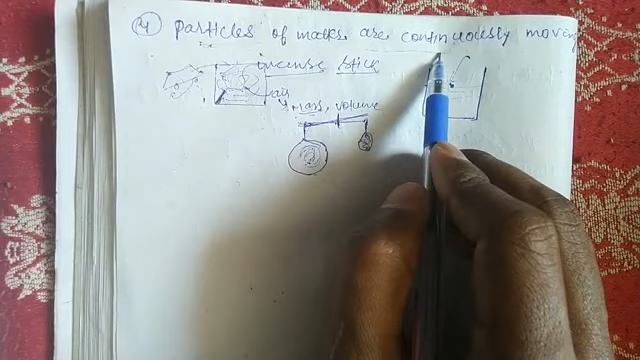 ④ Particles of matter are continuously moving
incense stick
air
Mass, volume